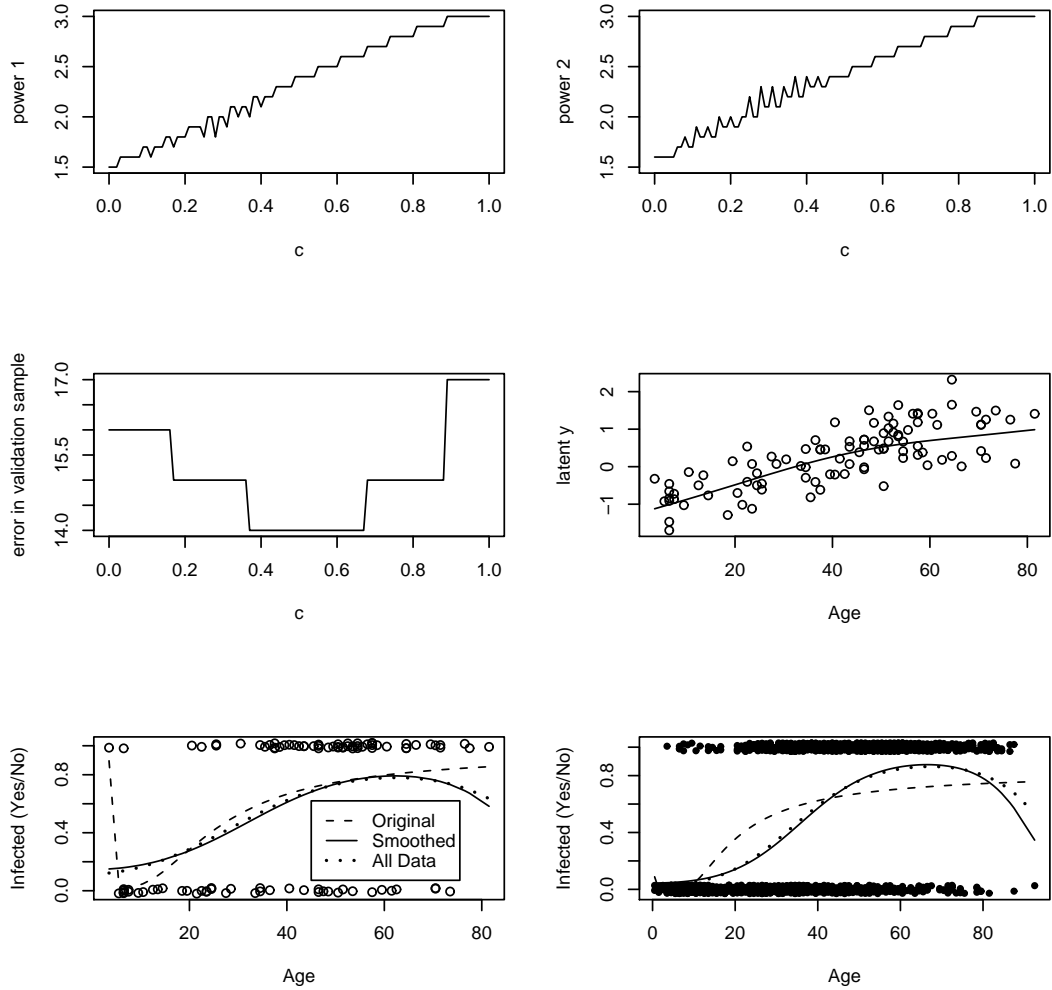 power 1
1.5 2.0 2.5 3.0
0.0 0.2 0.4 0.6 0.8 1.0
c
power 2
1.5 2.0 2.5 3.0
0.0 0.2 0.4 0.6 0.8 1.0
c
error in validation sample
14.0 15.5 17.0
0.0 0.2 0.4 0.6 0.8 1.0
c
latent y
−1 0 1 2
20 40 60 80
Age
Infected (Yes/No)
0.0 0.4 0.8
Original
Smoothed
All Data
20 40 60 80
Age
Infected (Yes/No)
0.0 0.4 0.8
0 20 40 60 80
Age